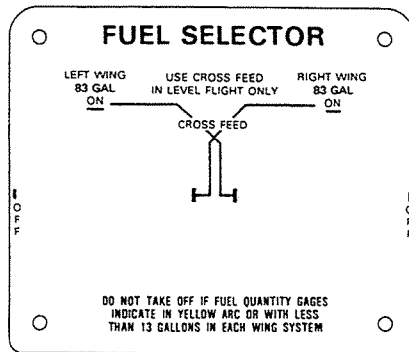 FUEL SELECTOR
LEFT WING
83 GAL
ON
USE CROSS FEED
IN LEVEL FLIGHT ONLY
RIGHT WING
83 GAL
ON
CROSS FEED
OFF
OFF
DO NOT TAKE OFF IF FUEL QUANTITY GAGES
INDICATE IN YELLOW ARC OR WITH LESS
THAN 13 GALLONS IN EACH WING SYSTEM